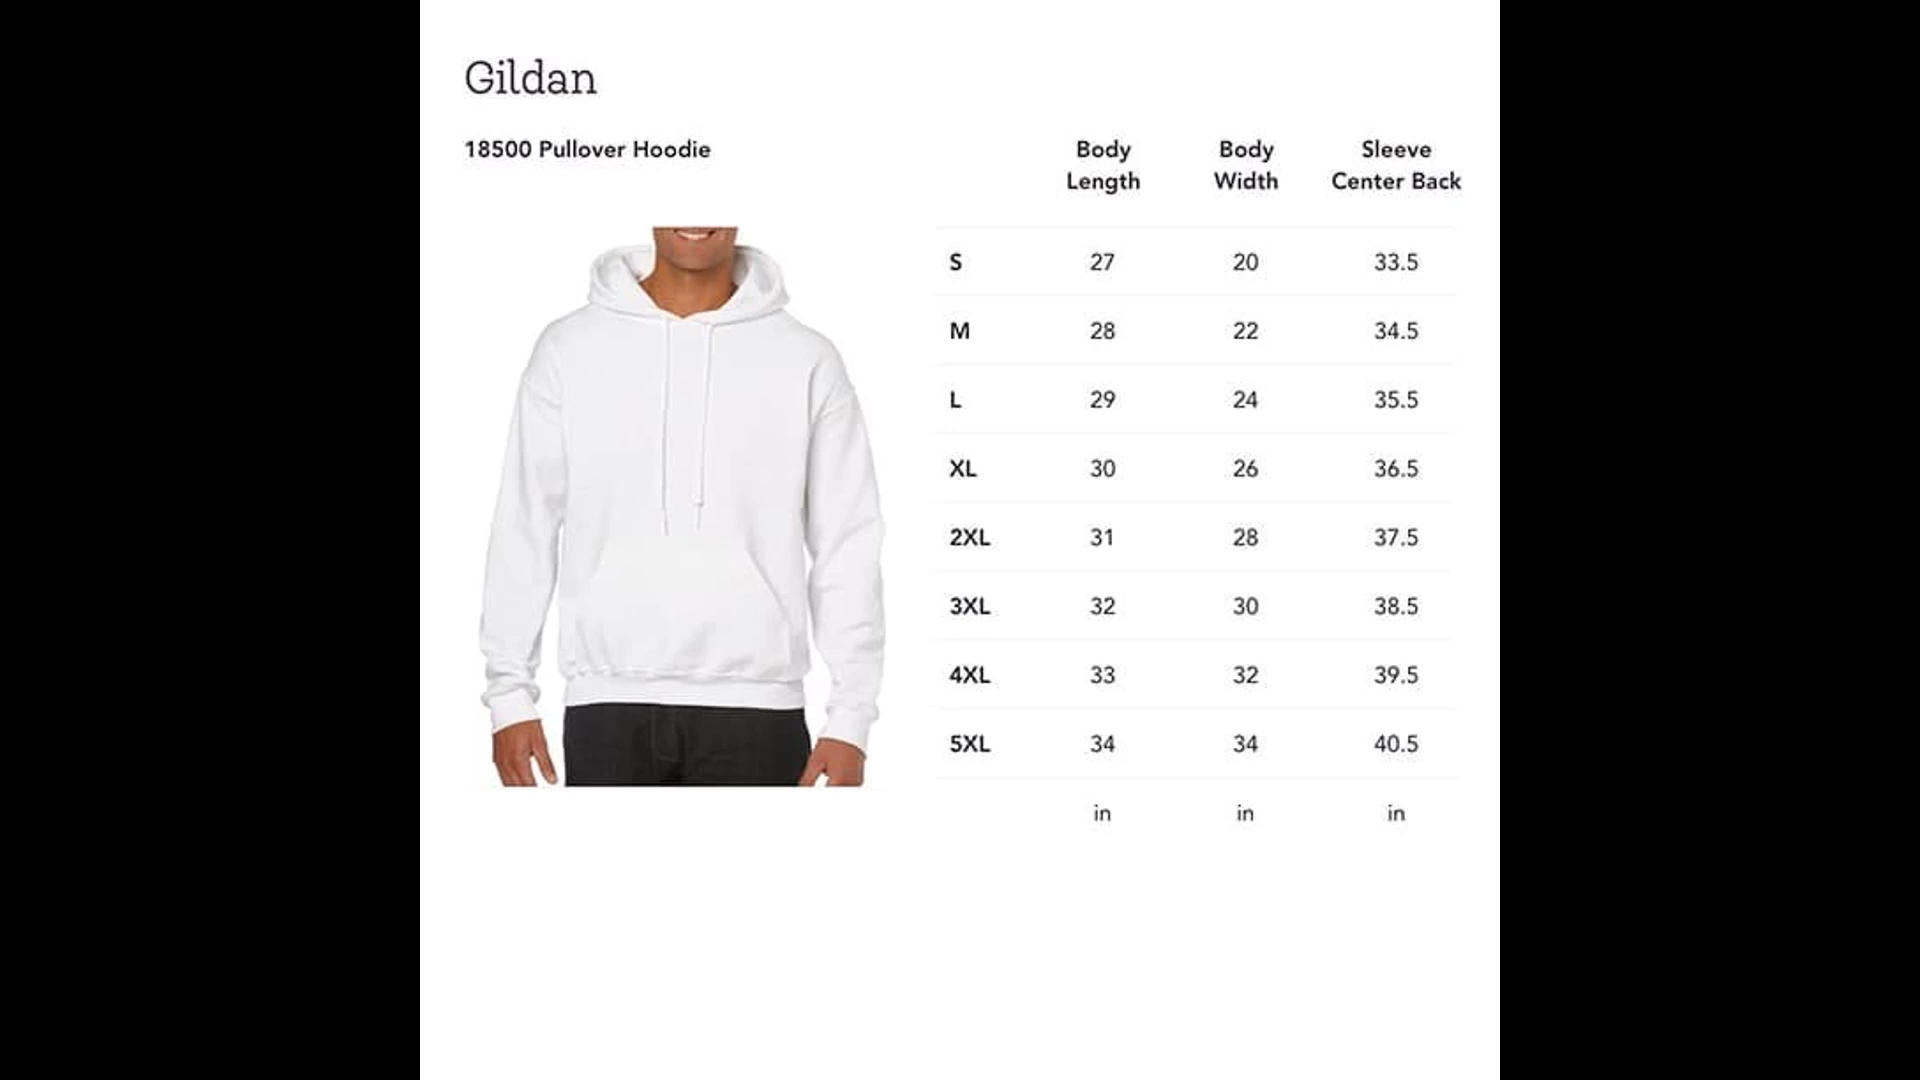 Gildan
18500 Pullover Hoodie
Body Length Body Width Sleeve Center Back
S 27 20 33.5
M 28 22 34.5
L 29 24 35.5
XL 30 26 36.5
2XL 31 28 37.5
3XL 32 30 38.5
4XL 33 32 39.5
5XL 34 34 40.5
in in in